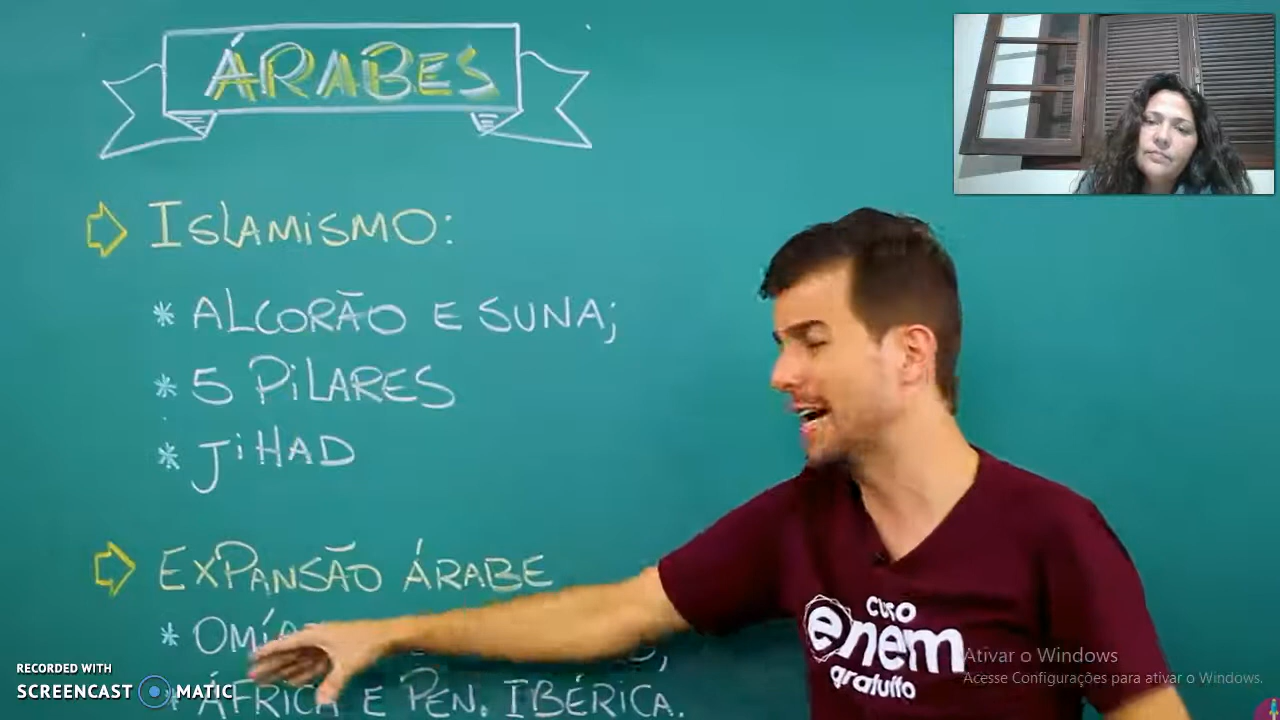 ÁRABES
ISLAMISMO:
* ALCORÃO E SUNA;
* 5 PILARES
* JIHAD
EXPANSÃO ÁRABE
*
* ÁFRICA E PEN. IBÉRICA.
CURSO
enem
gratuito
Ativar o Windows
Acesse Configurações para ativar o Windows.
RECORDED WITH
SCREENCAST MATIC